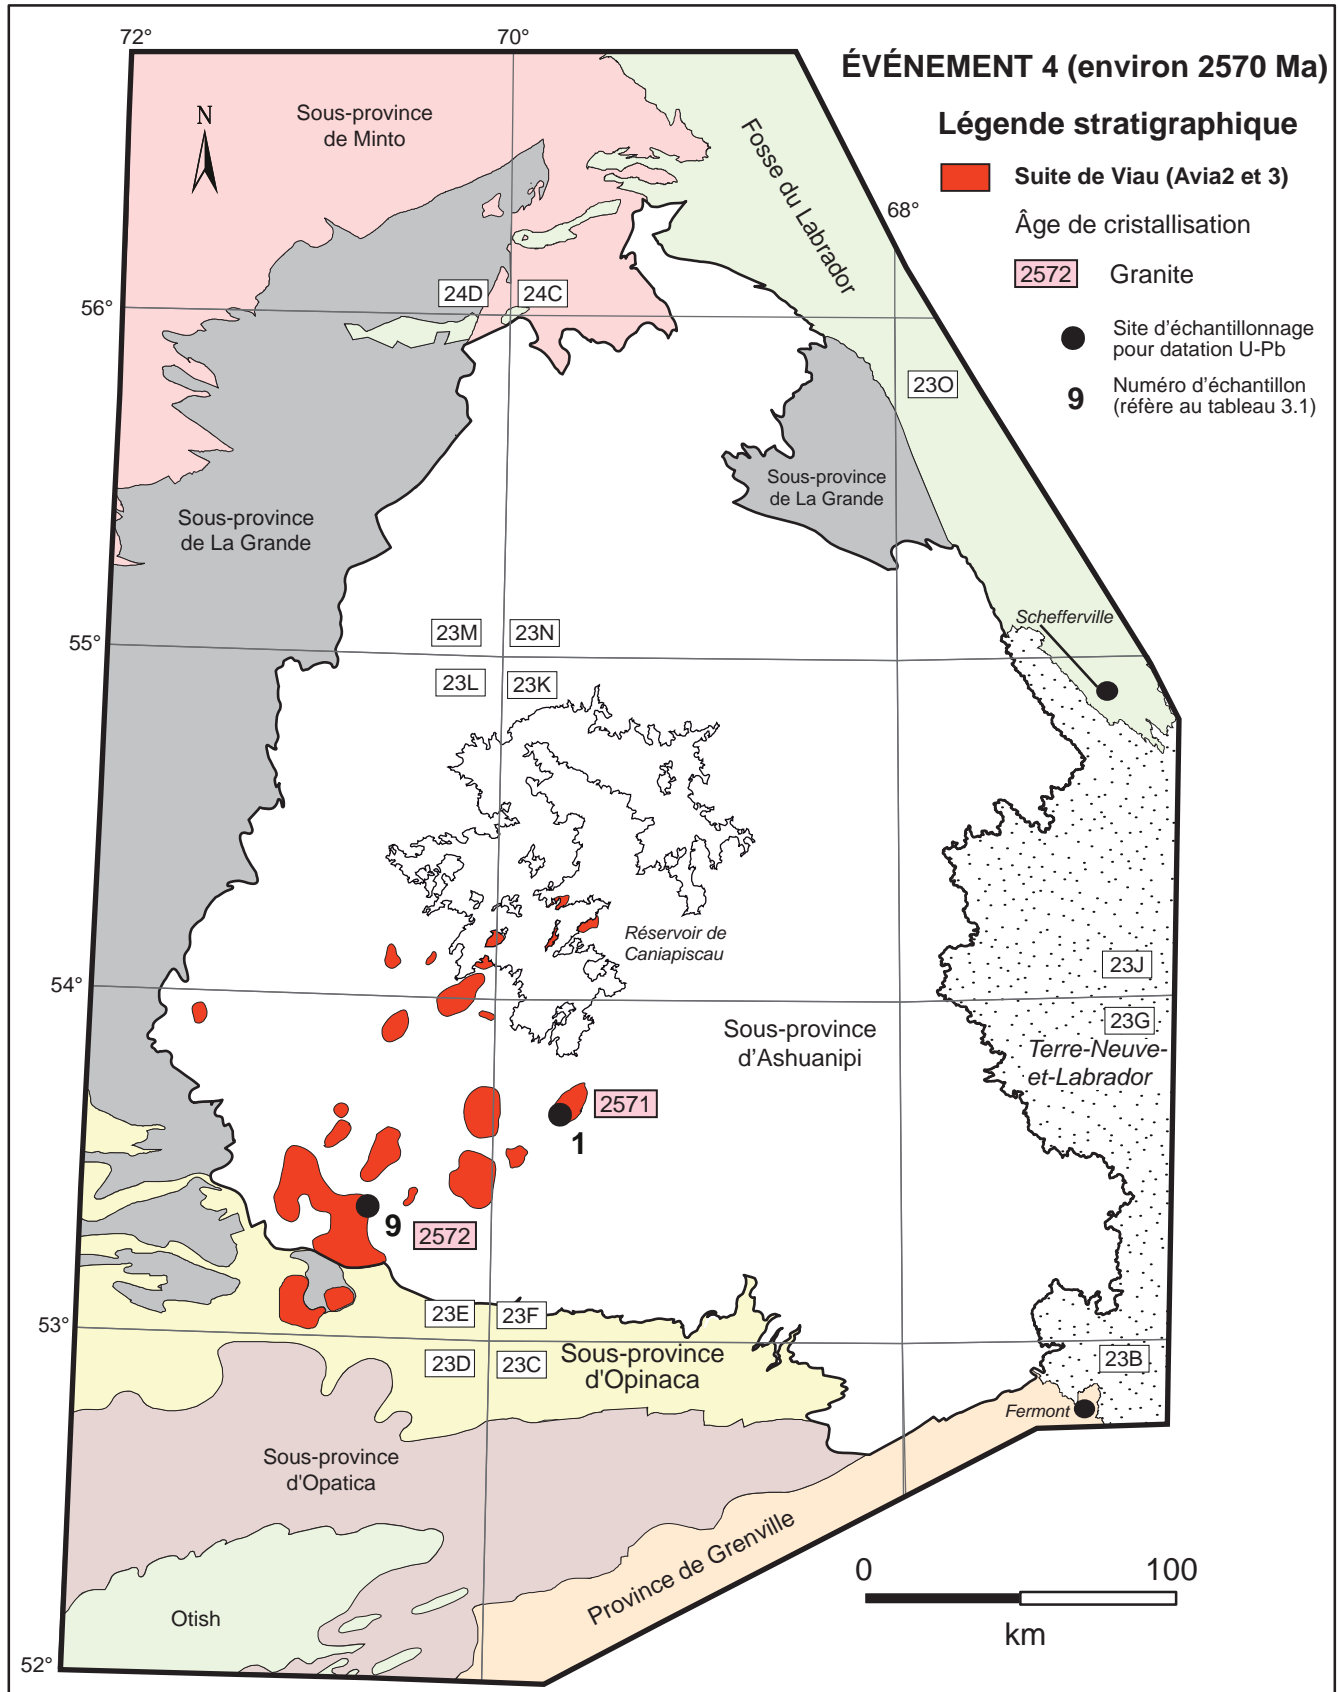 72°
70°
ÉVÉNEMENT 4 (environ 2570 Ma)
Légende stratigraphique
Suite de Viau (Avia2 et 3)
Âge de cristallisation
2572
Granite
Site d'échantillonnage
pour datation U-Pb
9
Numéro d'échantillon
(réfère au tableau 3.1)
N
Sous-province
de Minto
Fosse du Labrador
68°
24D
24C
56°
23O
Sous-province
de La Grande
Sous-province
de La Grande
Schefferville
55°
23M
23N
23L
23K
Réservoir de
Caniapiscau
54°
23J
23G
Sous-province
d'Ashuanipi
Terre-Neuve-
et-Labrador
2571
1
9
2572
53°
23E
23F
23D
23C
Sous-province
d'Opinaca
23B
Fermont
Sous-province
d'Opatica
Province de Grenville
Otish
0
100
km
52°